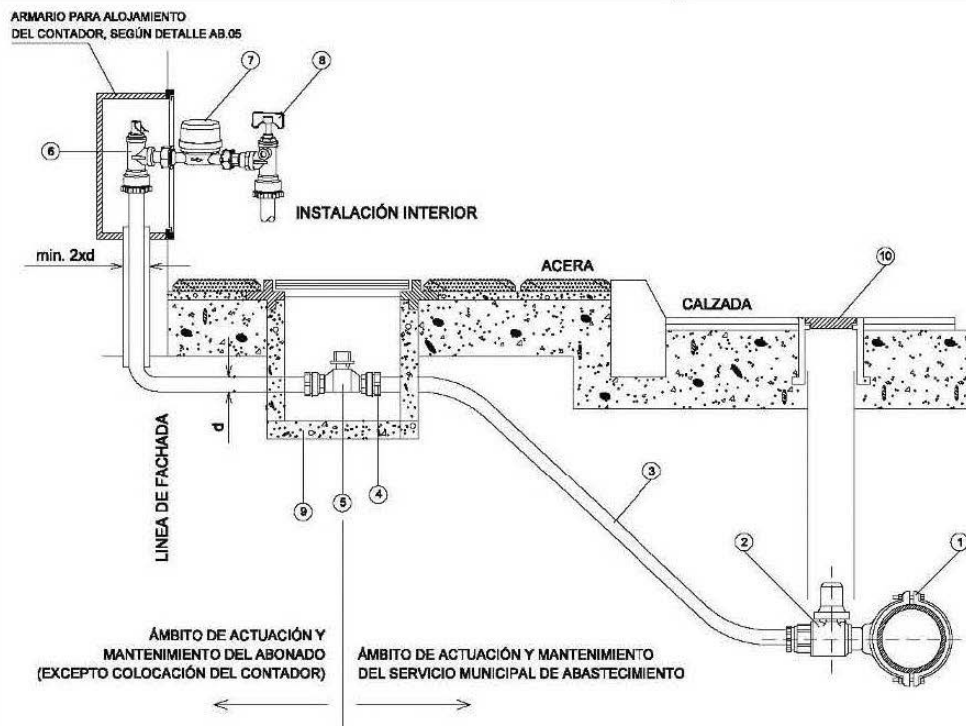 ARMARIO PARA ALOJAMIENTO
DEL CONTADOR, SEGÚN DETALLE AB.05
7
8
6
INSTALACIÓN INTERIOR
min. 2xd
ACERA
10
CALZADA
d
LINEA DE FACHADA
9
5
4
3
2
1
ÁMBITO DE ACTUACIÓN Y
MANTENIMIENTO DEL ABONADO
(EXCEPTO COLOCACIÓN DEL CONTADOR)
ÁMBITO DE ACTUACIÓN Y MANTENIMIENTO
DEL SERVICIO MUNICIPAL DE ABASTECIMIENTO